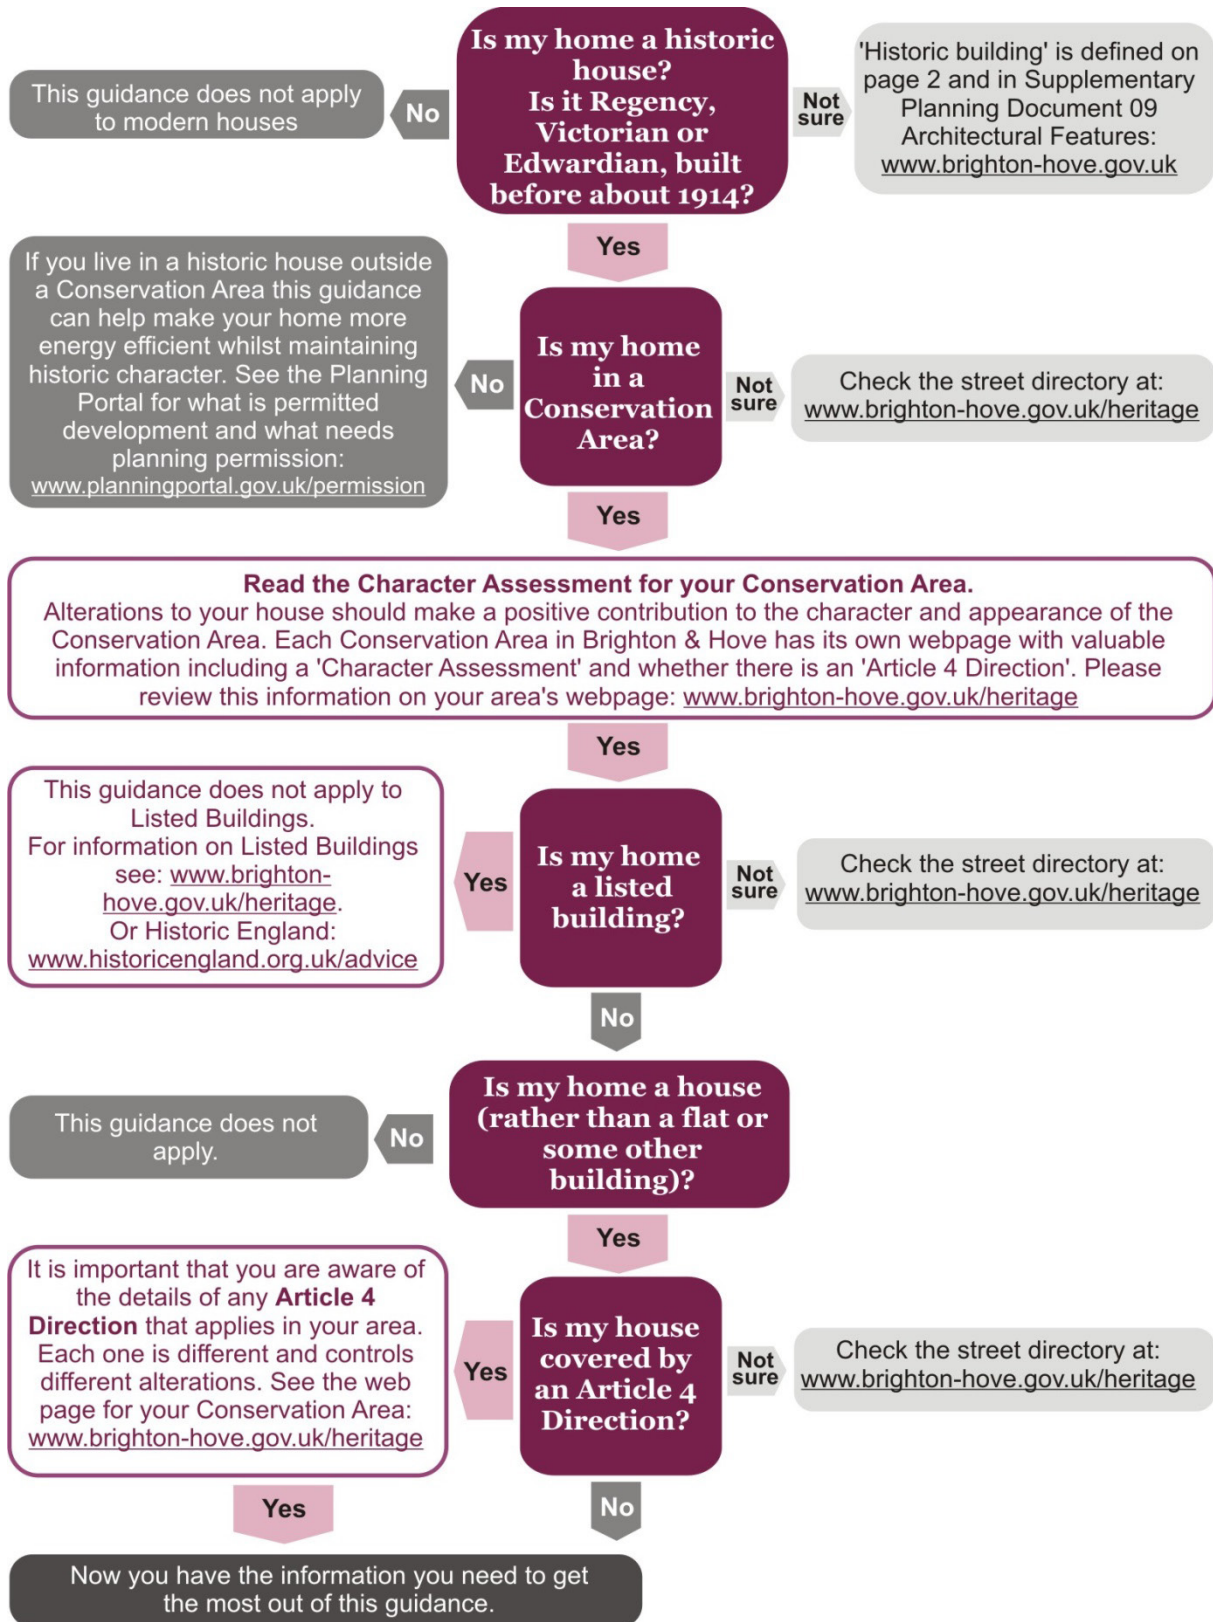 Is my home a historic
house?
Is it Regency,
Victorian or
Edwardian, built
before about 1914?
No
This guidance does not apply
to modern houses
Not
sure
'Historic building' is defined on
page 2 and in Supplementary
Planning Document 09
Architectural Features:
www.brighton-hove.gov.uk
Yes
Is my home
in a
Conservation
Area?
No
If you live in a historic house outside
a Conservation Area this guidance
can help make your home more
energy efficient whilst maintaining
historic character. See the Planning
Portal for what is permitted
development and what needs
planning permission:
www.planningportal.gov.uk/permission
Not
sure
Check the street directory at:
www.brighton-hove.gov.uk/heritage
Yes
Read the Character Assessment for your Conservation Area.
Alterations to your house should make a positive contribution to the character and appearance of the
Conservation Area. Each Conservation Area in Brighton & Hove has its own webpage with valuable
information including a 'Character Assessment' and whether there is an 'Article 4 Direction'. Please
review this information on your area's webpage: www.brighton-hove.gov.uk/heritage
Yes
Is my home
a listed
building?
Yes
This guidance does not apply to
Listed Buildings.
For information on Listed Buildings
see: www.brighton-
hove.gov.uk/heritage.
Or Historic England:
www.historicengland.org.uk/advice
Not
sure
Check the street directory at:
www.brighton-hove.gov.uk/heritage
No
Is my home a house
(rather than a flat or
some other
building)?
No
This guidance does not
apply.
Yes
Is my house
covered by
an Article 4
Direction?
Yes
It is important that you are aware of
the details of any Article 4
Direction that applies in your area.
Each one is different and controls
different alterations. See the web
page for your Conservation Area:
www.brighton-hove.gov.uk/heritage
Not
sure
Check the street directory at:
www.brighton-hove.gov.uk/heritage
Yes
No
Now you have the information you need to get
the most out of this guidance.